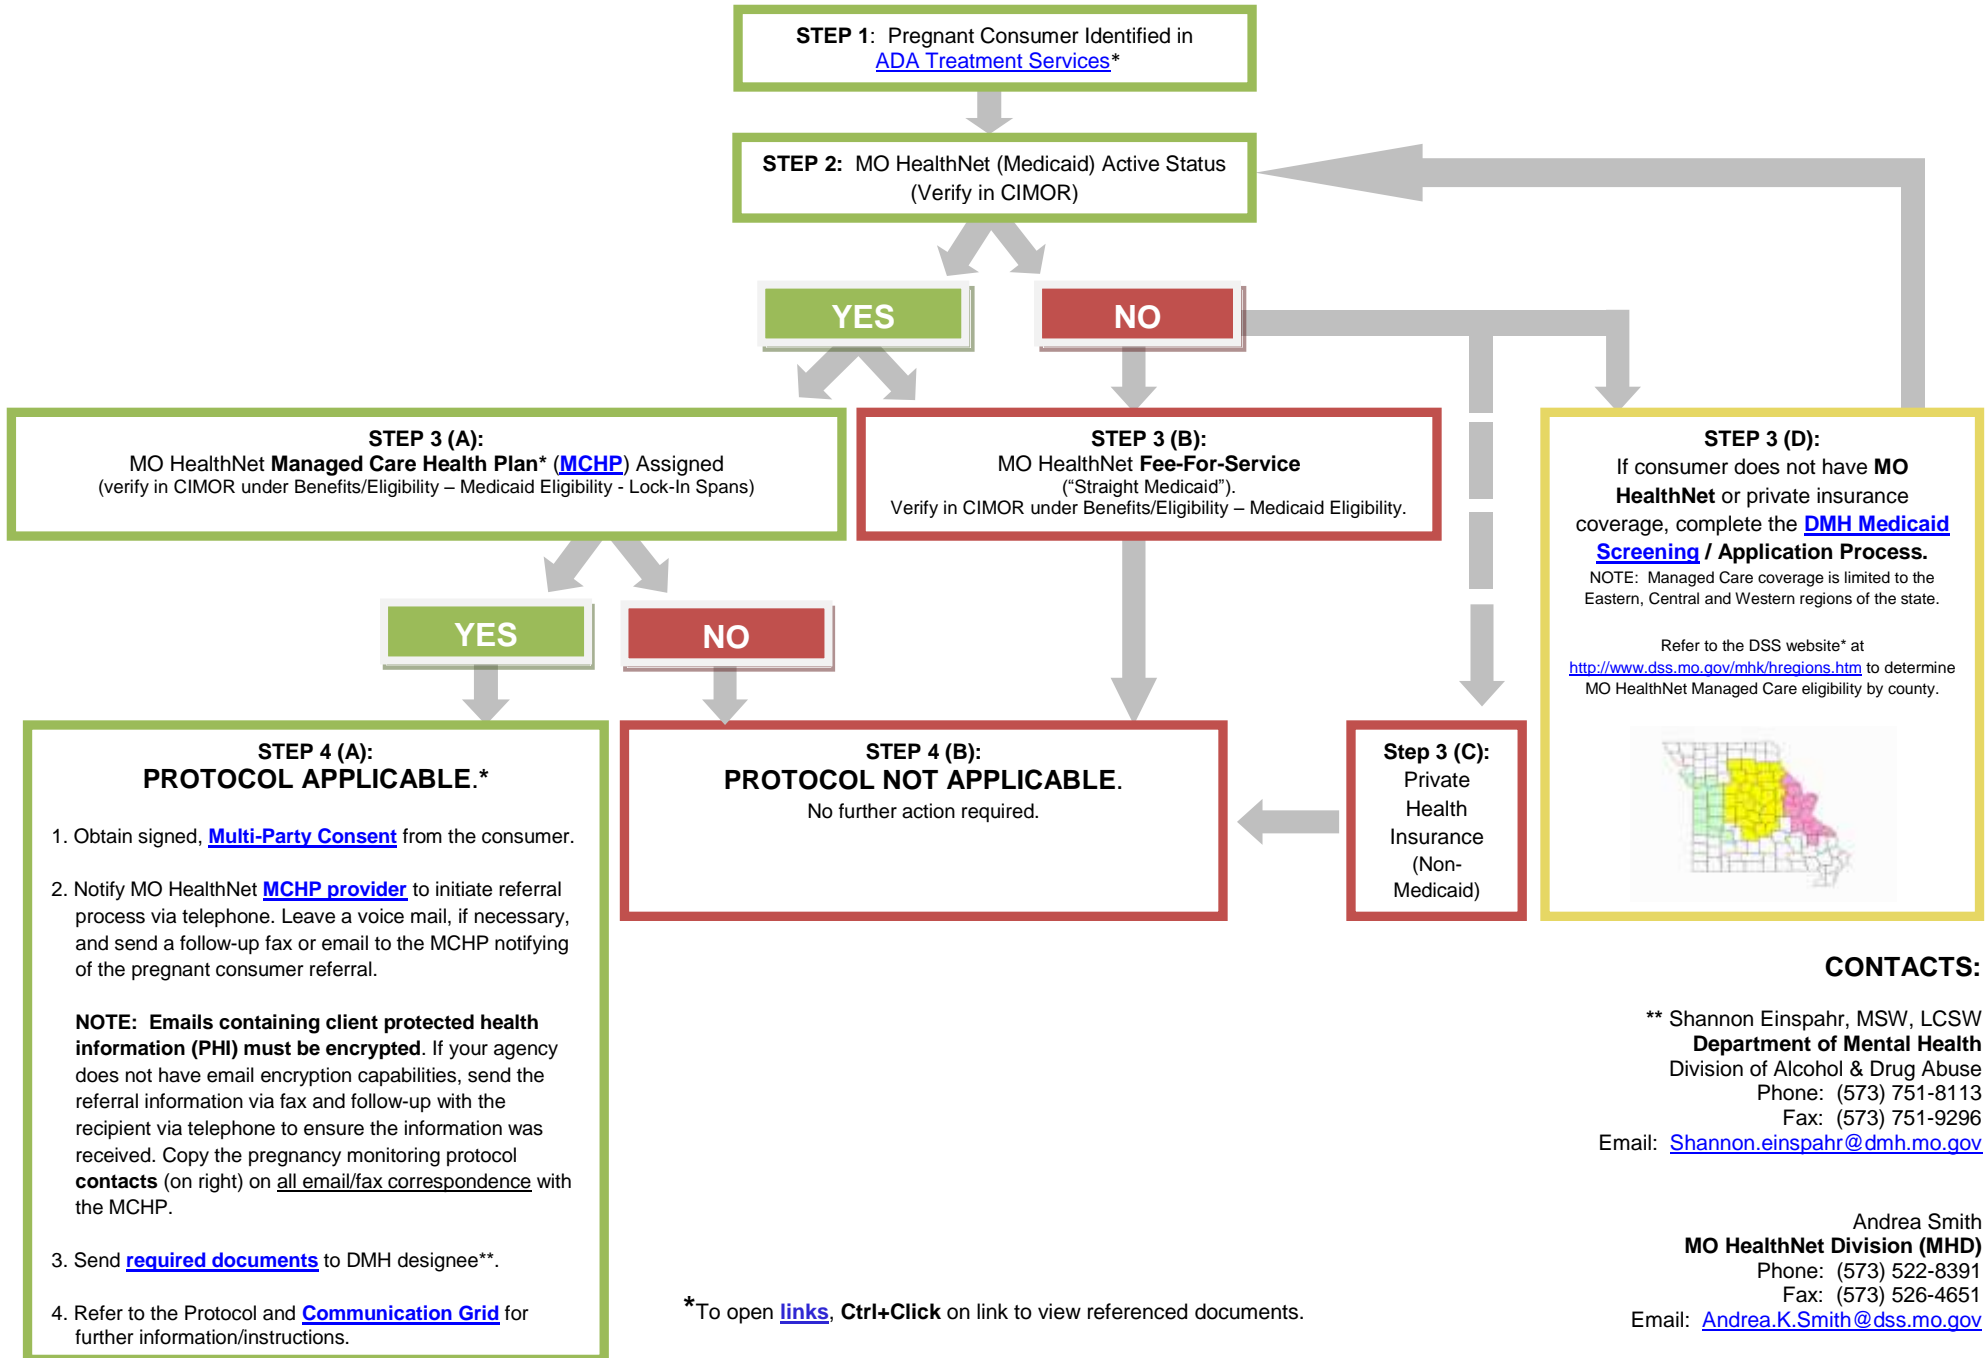 STEP 1:  Pregnant Consumer Identified in
ADA Treatment Services*
STEP 2:  MO HealthNet (Medicaid) Active Status
(Verify in CIMOR)
YES
NO
STEP 3 (A):
MO HealthNet Managed Care Health Plan* (MCHP) Assigned
(verify in CIMOR under Benefits/Eligibility – Medicaid Eligibility - Lock-In Spans)
STEP 3 (B):
MO HealthNet Fee-For-Service
(“Straight Medicaid”).
Verify in CIMOR under Benefits/Eligibility – Medicaid Eligibility.
STEP 3 (D):
If consumer does not have MO
HealthNet or private insurance
coverage, complete the DMH Medicaid
Screening / Application Process.
NOTE:  Managed Care coverage is limited to the
Eastern, Central and Western regions of the state.
Refer to the DSS website* at
http://www.dss.mo.gov/mhk/hregions.htm to determine
MO HealthNet Managed Care eligibility by county.
YES
NO
STEP 4 (A):
PROTOCOL APPLICABLE.*
1. Obtain signed, Multi-Party Consent from the consumer.
2. Notify MO HealthNet MCHP provider to initiate referral
process via telephone. Leave a voice mail, if necessary,
and send a follow-up fax or email to the MCHP notifying
of the pregnant consumer referral.
NOTE:  Emails containing client protected health
information (PHI) must be encrypted. If your agency
does not have email encryption capabilities, send the
referral information via fax and follow-up with the
recipient via telephone to ensure the information was
received. Copy the pregnancy monitoring protocol
contacts (on right) on all email/fax correspondence with
the MCHP.
3. Send required documents to DMH designee**.
4. Refer to the Protocol and Communication Grid for
further information/instructions.
STEP 4 (B):
PROTOCOL NOT APPLICABLE.
No further action required.
Step 3 (C):
Private
Health
Insurance
(Non-
Medicaid)
CONTACTS:
** Shannon Einspahr, MSW, LCSW
Department of Mental Health
Division of Alcohol & Drug Abuse
Phone:  (573) 751-8113
Fax:  (573) 751-9296
Email:  Shannon.einspahr@dmh.mo.gov
Andrea Smith
MO HealthNet Division (MHD)
Phone:  (573) 522-8391
Fax:  (573) 526-4651
Email:  Andrea.K.Smith@dss.mo.gov
*To open links, Ctrl+Click on link to view referenced documents.